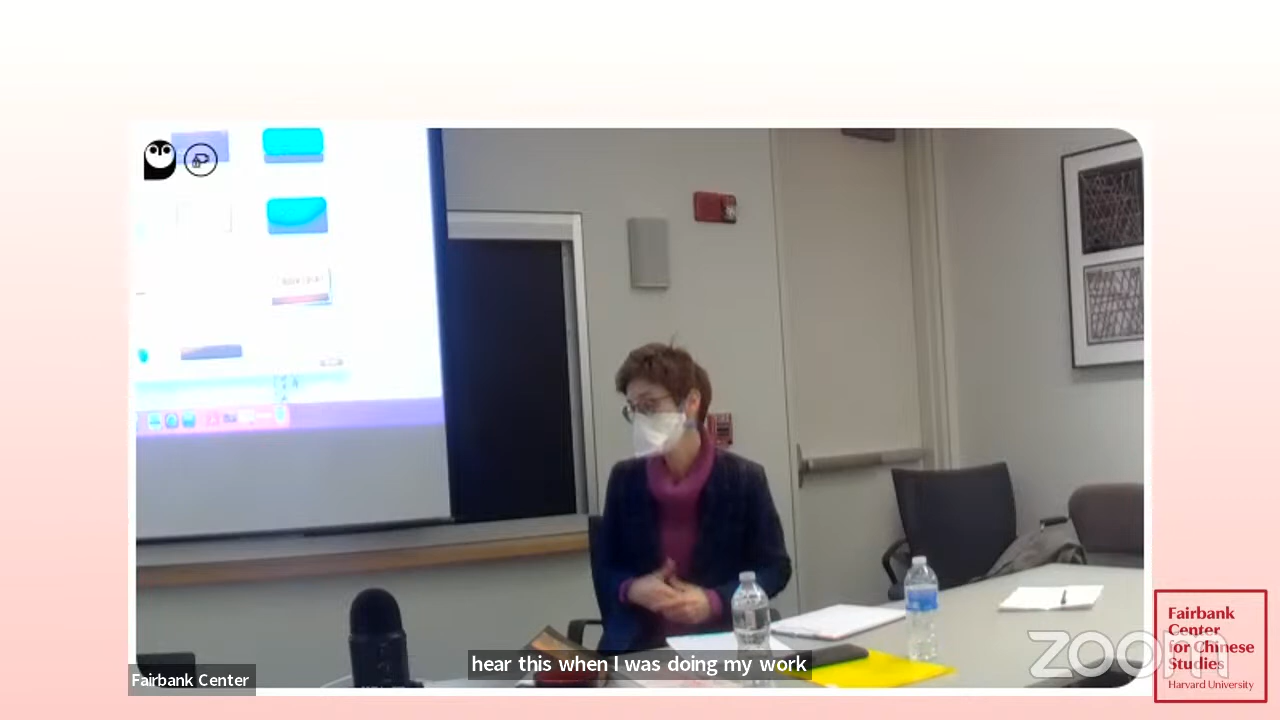 hear this when I was doing my work
Fairbank Center
zoom
Fairbank
Center
for Chinese
Studies
Harvard University